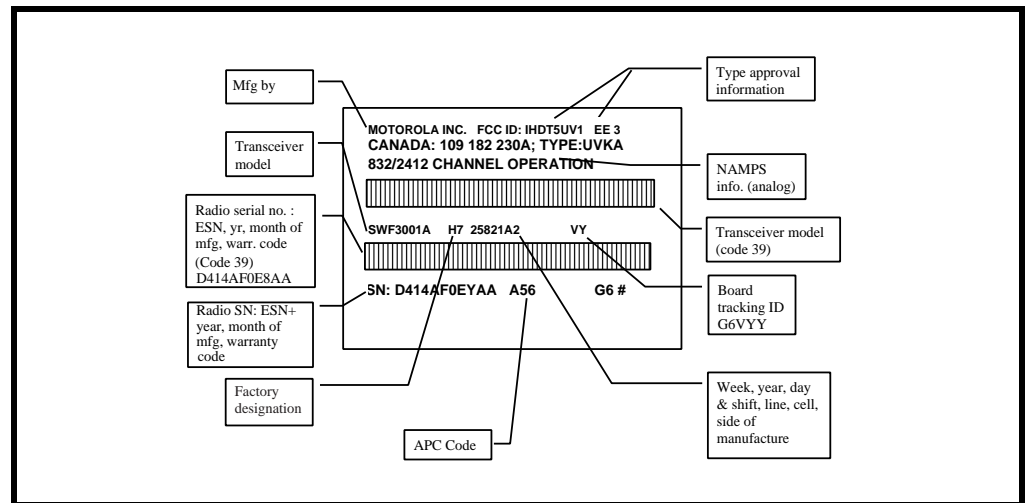 Mfg by
Transceiver
model
Radio serial no. :
ESN, yr, month of
mfg, warr. code
(Code 39)
D414AF0E8AA
Radio SN: ESN+
year, month of
mfg, warranty
code
Factory
designation
APC Code
MOTOROLA INC. FCC ID: IHDT5UV1 EE 3
CANADA: 109 182 230A; TYPE:UVKA
832/2412 CHANNEL OPERATION
SWF3001A H7 25821A2 VY
SN: D414AF0EYAA A56 G6 #
Type approval
information
NAMPS
info. (analog)
Transceiver model
(code 39)
Board
tracking ID
G6VYY
Week, year, day
& shift, line, cell,
side of
manufacture